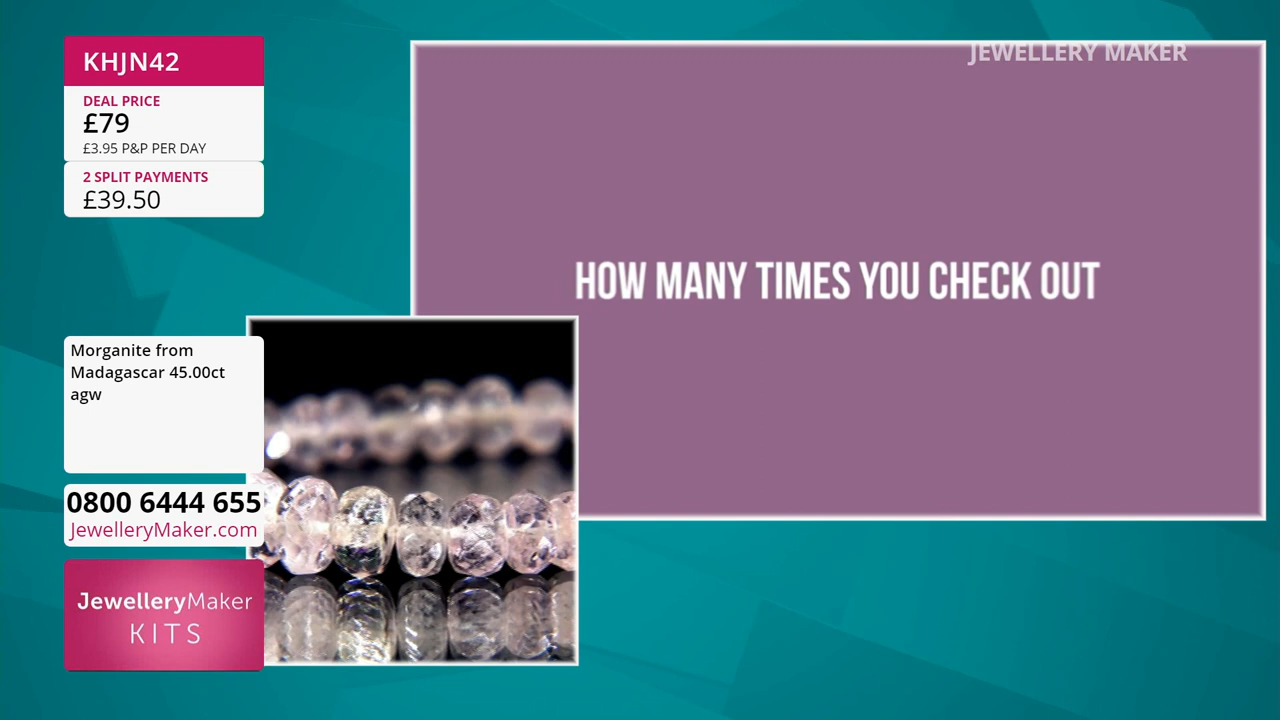 KHJN42
DEAL PRICE
£79
£3.95 P&P PER DAY
2 SPLIT PAYMENTS
£39.50
JEWELLERY MAKER
HOW MANY TIMES YOU CHECK OUT
Morganite from
Madagascar 45.00ct
agw
0800 6444 655
JewelleryMaker.com
JewelleryMaker
KITS